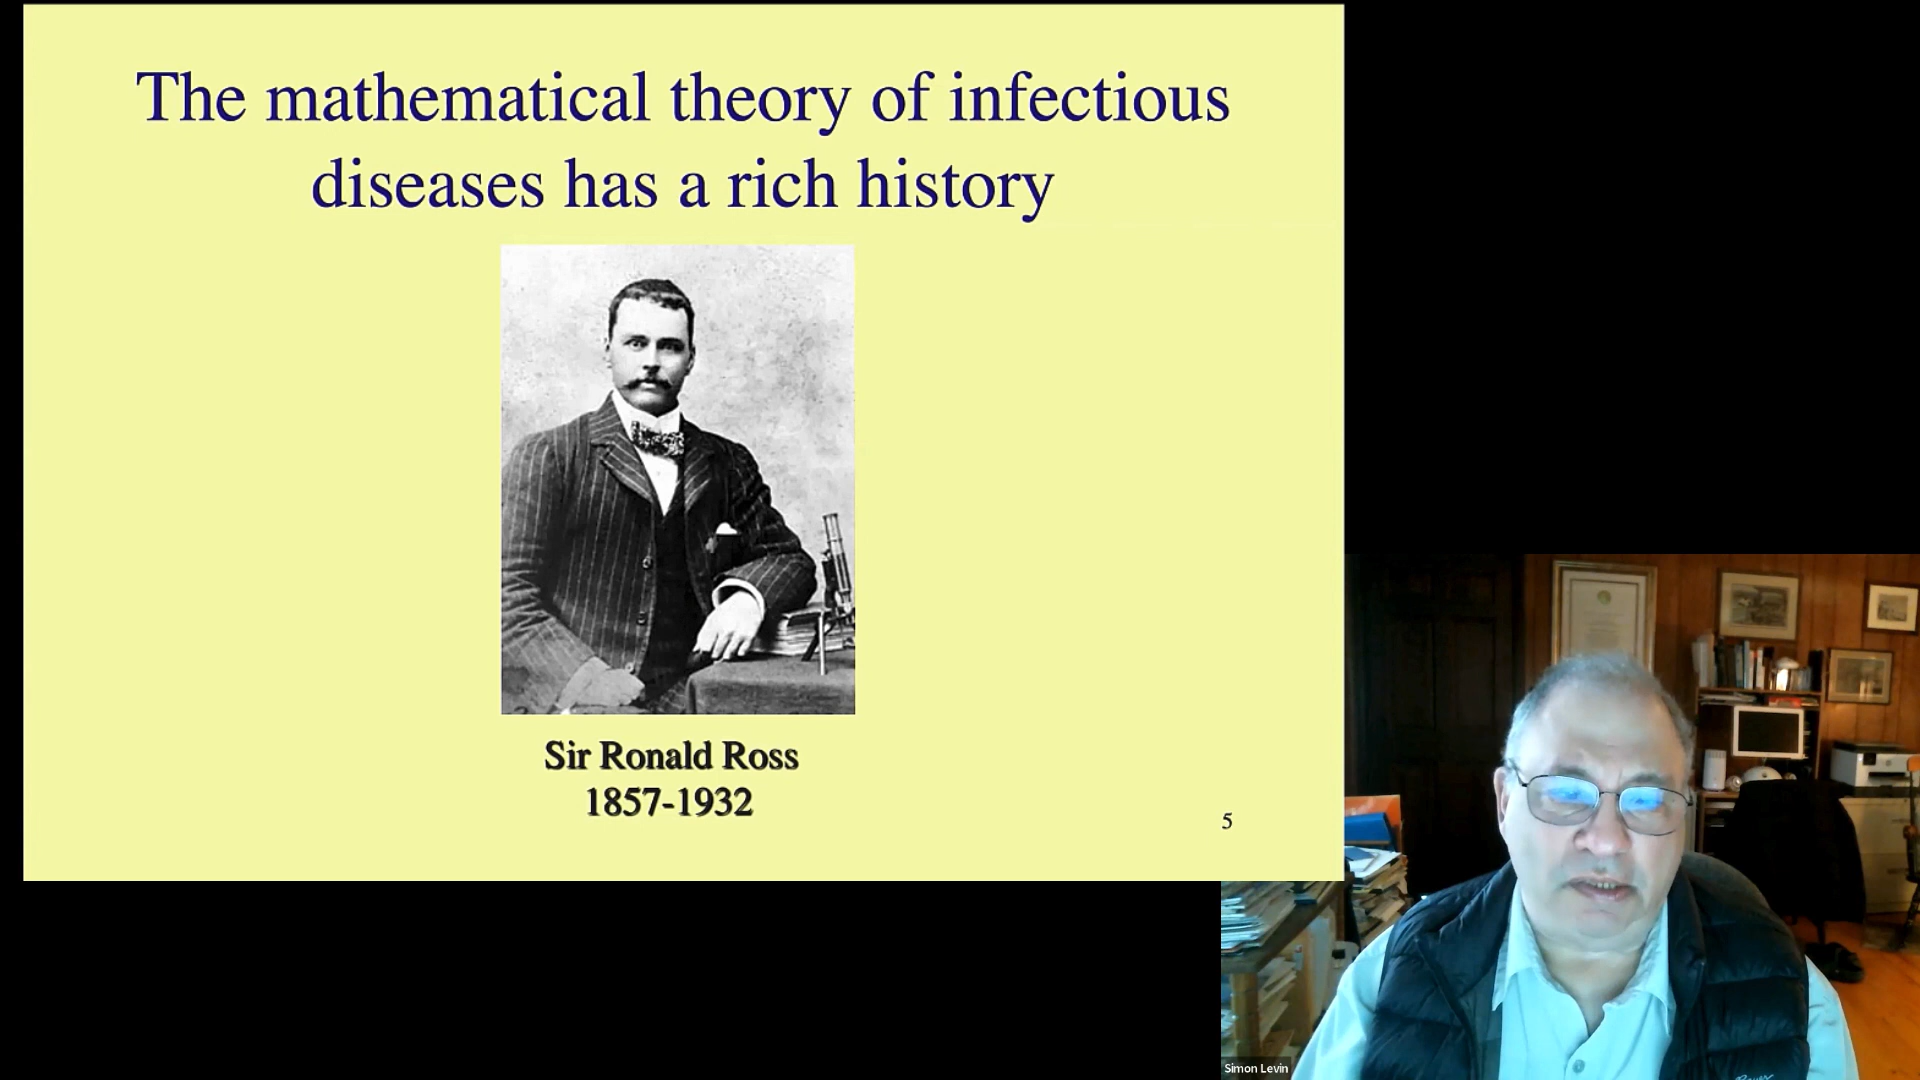 The mathematical theory of infectious
diseases has a rich history
Sir Ronald Ross
1857-1932
5
Simon Levin